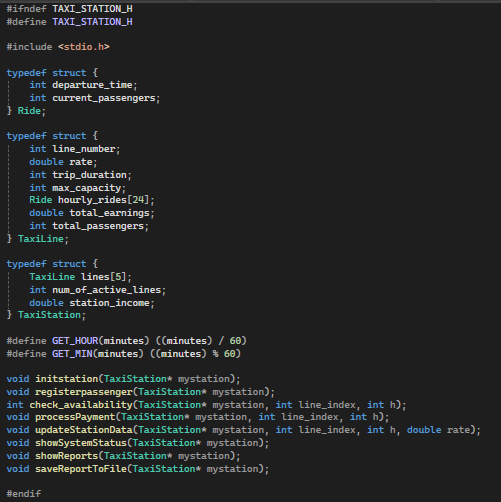 #ifndef TAXI_STATION_H
#define TAXI_STATION_H

#include <stdio.h>

typedef struct {
    int departure_time;
    int current_passengers;
} Ride;

typedef struct {
    int line_number;
    double rate;
    int trip_duration;
    int max_capacity;
    Ride hourly_rides[24];
    double total_earnings;
    int total_passengers;
} TaxiLine;

typedef struct {
    TaxiLine lines[5];
    int num_of_active_lines;
    double station_income;
} TaxiStation;

#define GET_HOUR(minutes) ((minutes) / 60)
#define GET_MIN(minutes) ((minutes) % 60)

void initstation(TaxiStation* mystation);
void registerpassenger(TaxiStation* mystation);
int check_availability(TaxiStation* mystation, int line_index, int h);
void processPayment(TaxiStation* mystation, int line_index, int h);
void updateStationData(TaxiStation* mystation, int line_index, int h, double rate);
void showSystemStatus(TaxiStation* mystation);
void showReports(TaxiStation* mystation);
void saveReportToFile(TaxiStation* mystation);

#endif